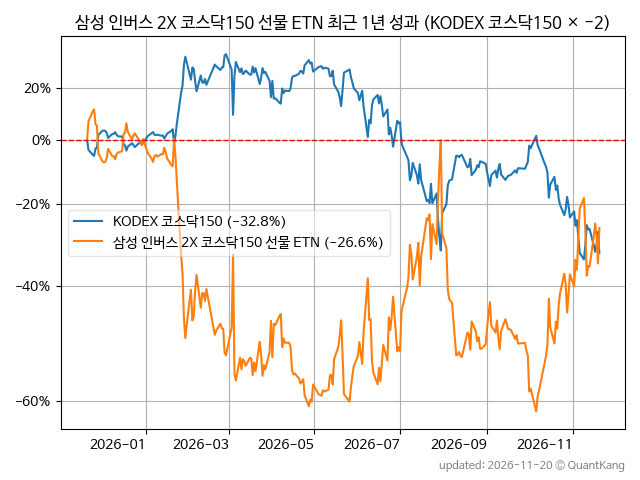 삼성 인버스 2X 코스닥150 선물 ETN 최근 1년 성과 (KODEX 코스닥150 × −2)
20%
0%
−20%
−40%
−60%
KODEX 코스닥150 (−32.8%)
삼성 인버스 2X 코스닥150 선물 ETN (−26.6%)
2026-01
2026-03
2026-05
2026-07
2026-09
2026-11
updated: 2026-11-20 © QuantKang